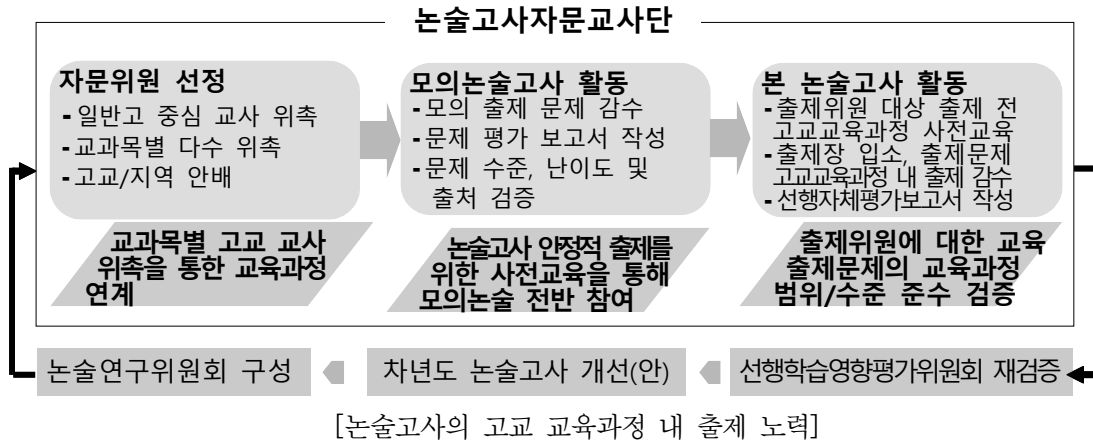 논술고사자문교사단
자문위원 선정
-일반고 중심 교사 위촉
-교과목별 다수 위촉
-고교/지역 안배
모의논술고사 활동
-모의 출제 문제 감수
-문제 평가 보고서 작성
-문제 수준, 난이도 및
출처 검증
본 논술고사 활동
-출제위원 대상 출제 전
고교교육과정 사전교육
-출제장 입소, 출제문제
고교교육과정 내 출제 감수
-선행자체평가보고서 작성
교과목별 고교 교사
위촉을 통한 교육과정
연계
논술고사 안정적 출제를
위한 사전교육을 통해
모의논술 전반 참여
출제위원에 대한 교육
출제문제의 교육과정
범위/수준 준수 검증
논술연구위원회 구성
차년도 논술고사 개선(안)
선행학습영향평가위원회 재검증
[논술고사의 고교 교육과정 내 출제 노력]